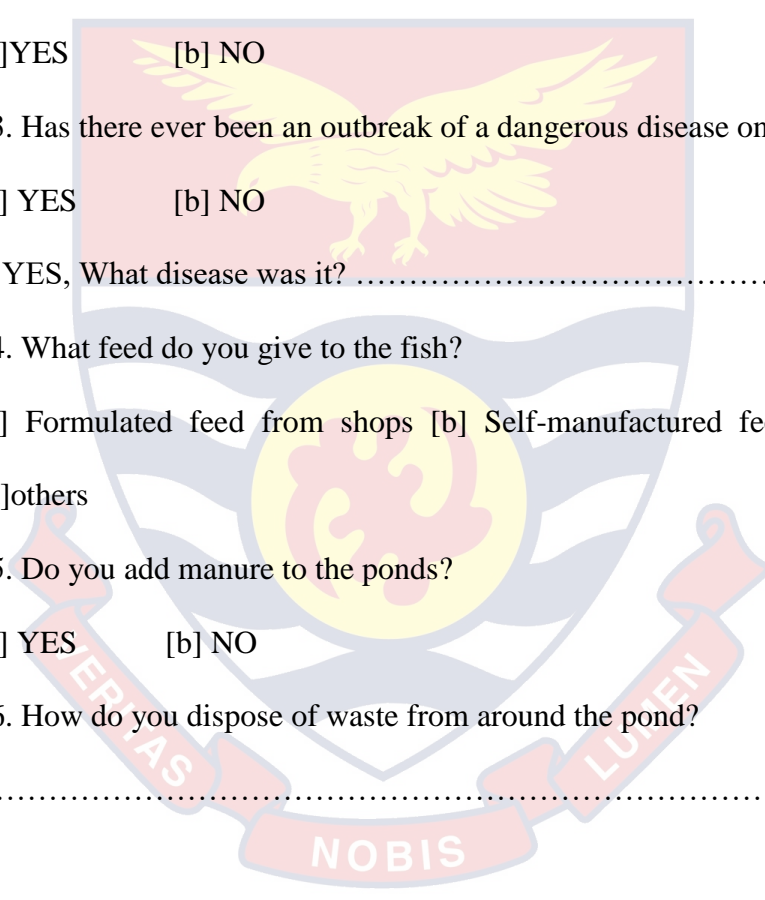 ]YES [b] NO
3. Has there ever been an outbreak of a dangerous disease on
] YES [b] NO
YES, What disease was it? ……………………………………
4. What feed do you give to the fish?
] Formulated feed from shops [b] Self-manufactured fee
]others
5. Do you add manure to the ponds?
] YES [b] NO
6. How do you dispose of waste from around the pond?
……………………………………………………………………
VERITAS
NOBIS
LUMEN